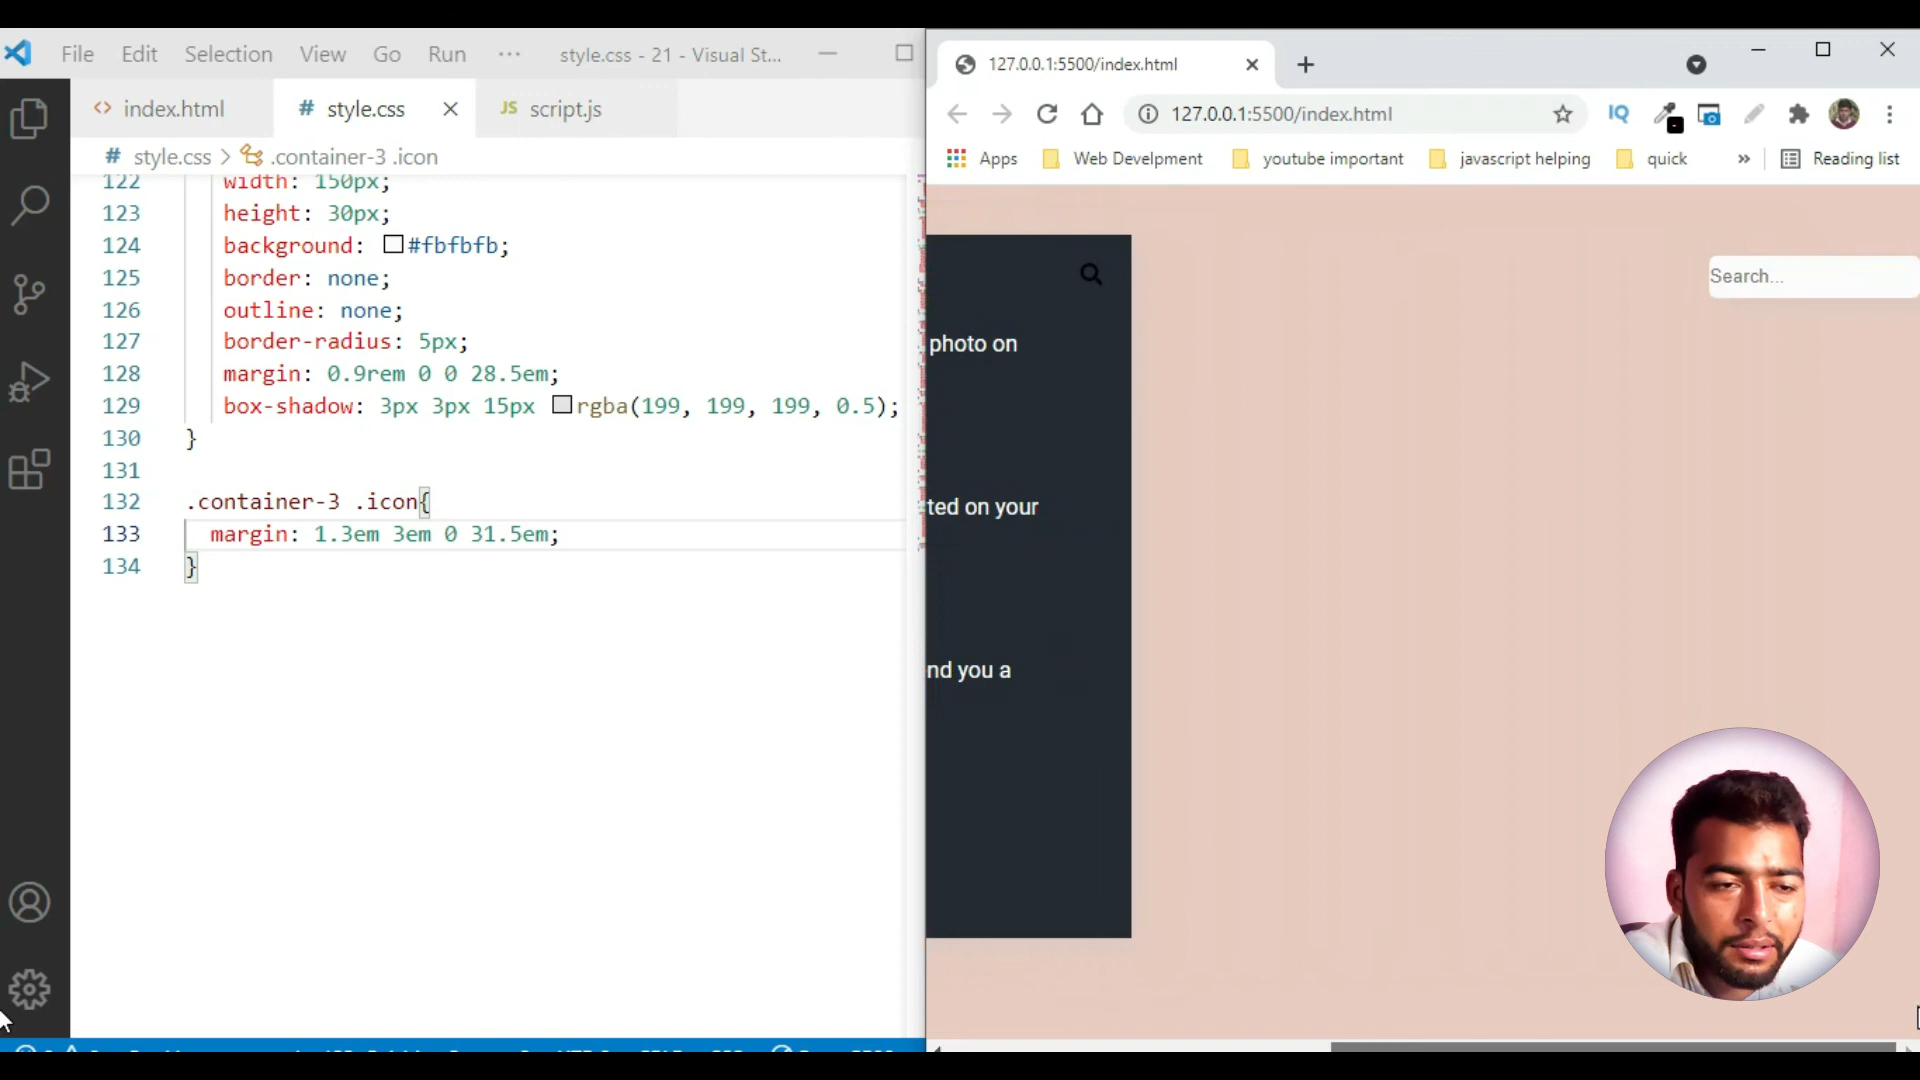 File Edit Selection View Go Run ··· style.css - 21 - Visual St...
<> index.html # style.css JS script.js
# style.css > .container-3 .icon
122 width: 150px;
123 height: 30px;
124 background: #fbfbfb;
125 border: none;
126 outline: none;
127 border-radius: 5px;
128 margin: 0.9rem 0 0 28.5em;
129 box-shadow: 3px 3px 15px rgba(199, 199, 199, 0.5);
130 }
131
132 .container-3 .icon{
133 margin: 1.3em 3em 0 31.5em;
134 }
127.0.0.1:5500/index.html
127.0.0.1:5500/index.html IQ
Apps Web Develpment youtube important javascript helping quick » Reading list
Search...
photo on
ted on your
nd you a